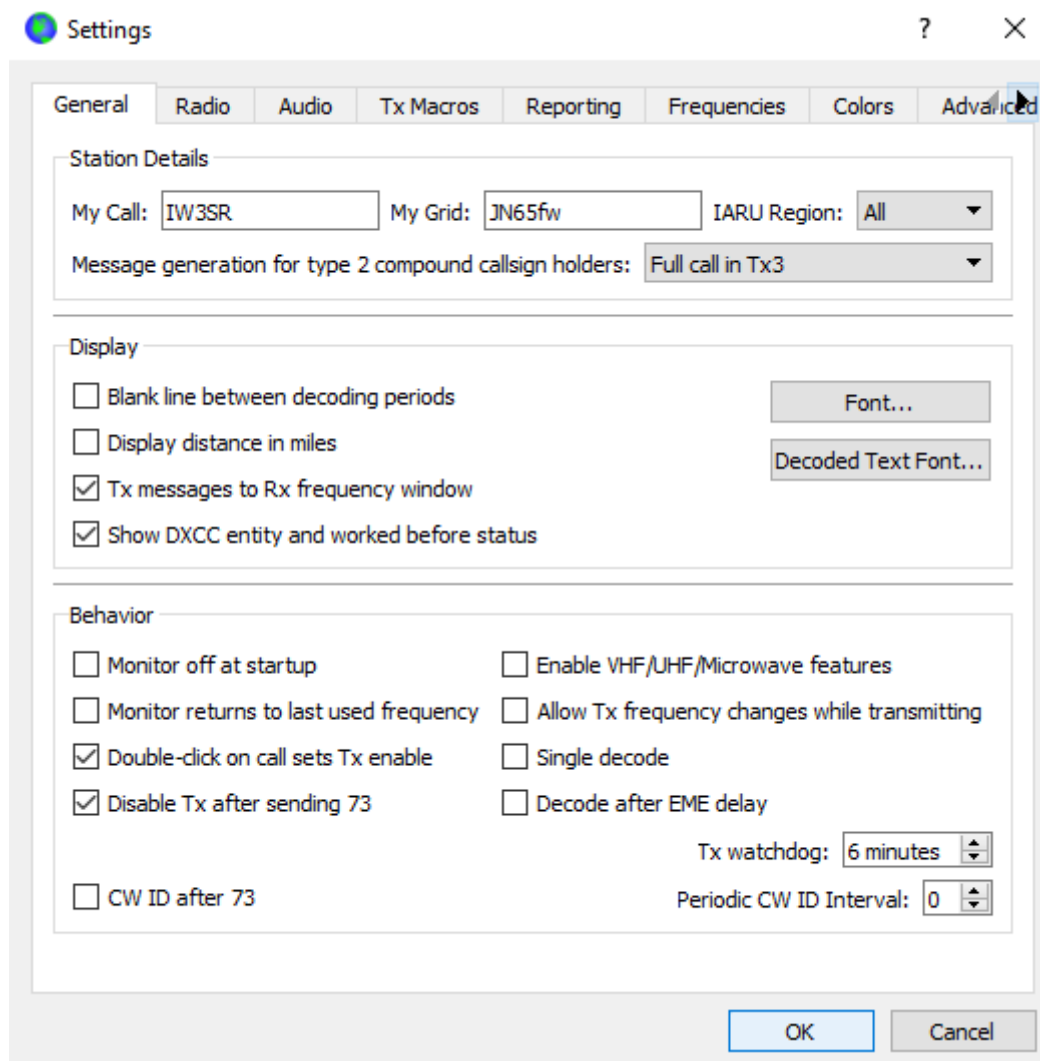 Settings
General Radio Audio Tx Macros Reporting Frequencies Colors Advanced
Station Details
My Call: IW3SR My Grid: JN65fw IARU Region: All
Message generation for type 2 compound callsign holders: Full call in Tx3
Display
Blank line between decoding periods Font...
Display distance in miles Decoded Text Font...
Tx messages to Rx frequency window
Show DXCC entity and worked before status
Behavior
Monitor off at startup Enable VHF/UHF/Microwave features
Monitor returns to last used frequency Allow Tx frequency changes while transmitting
Double-click on call sets Tx enable Single decode
Disable Tx after sending 73 Decode after EME delay
Tx watchdog: 6 minutes
CW ID after 73 Periodic CW ID Interval: 0
OK Cancel